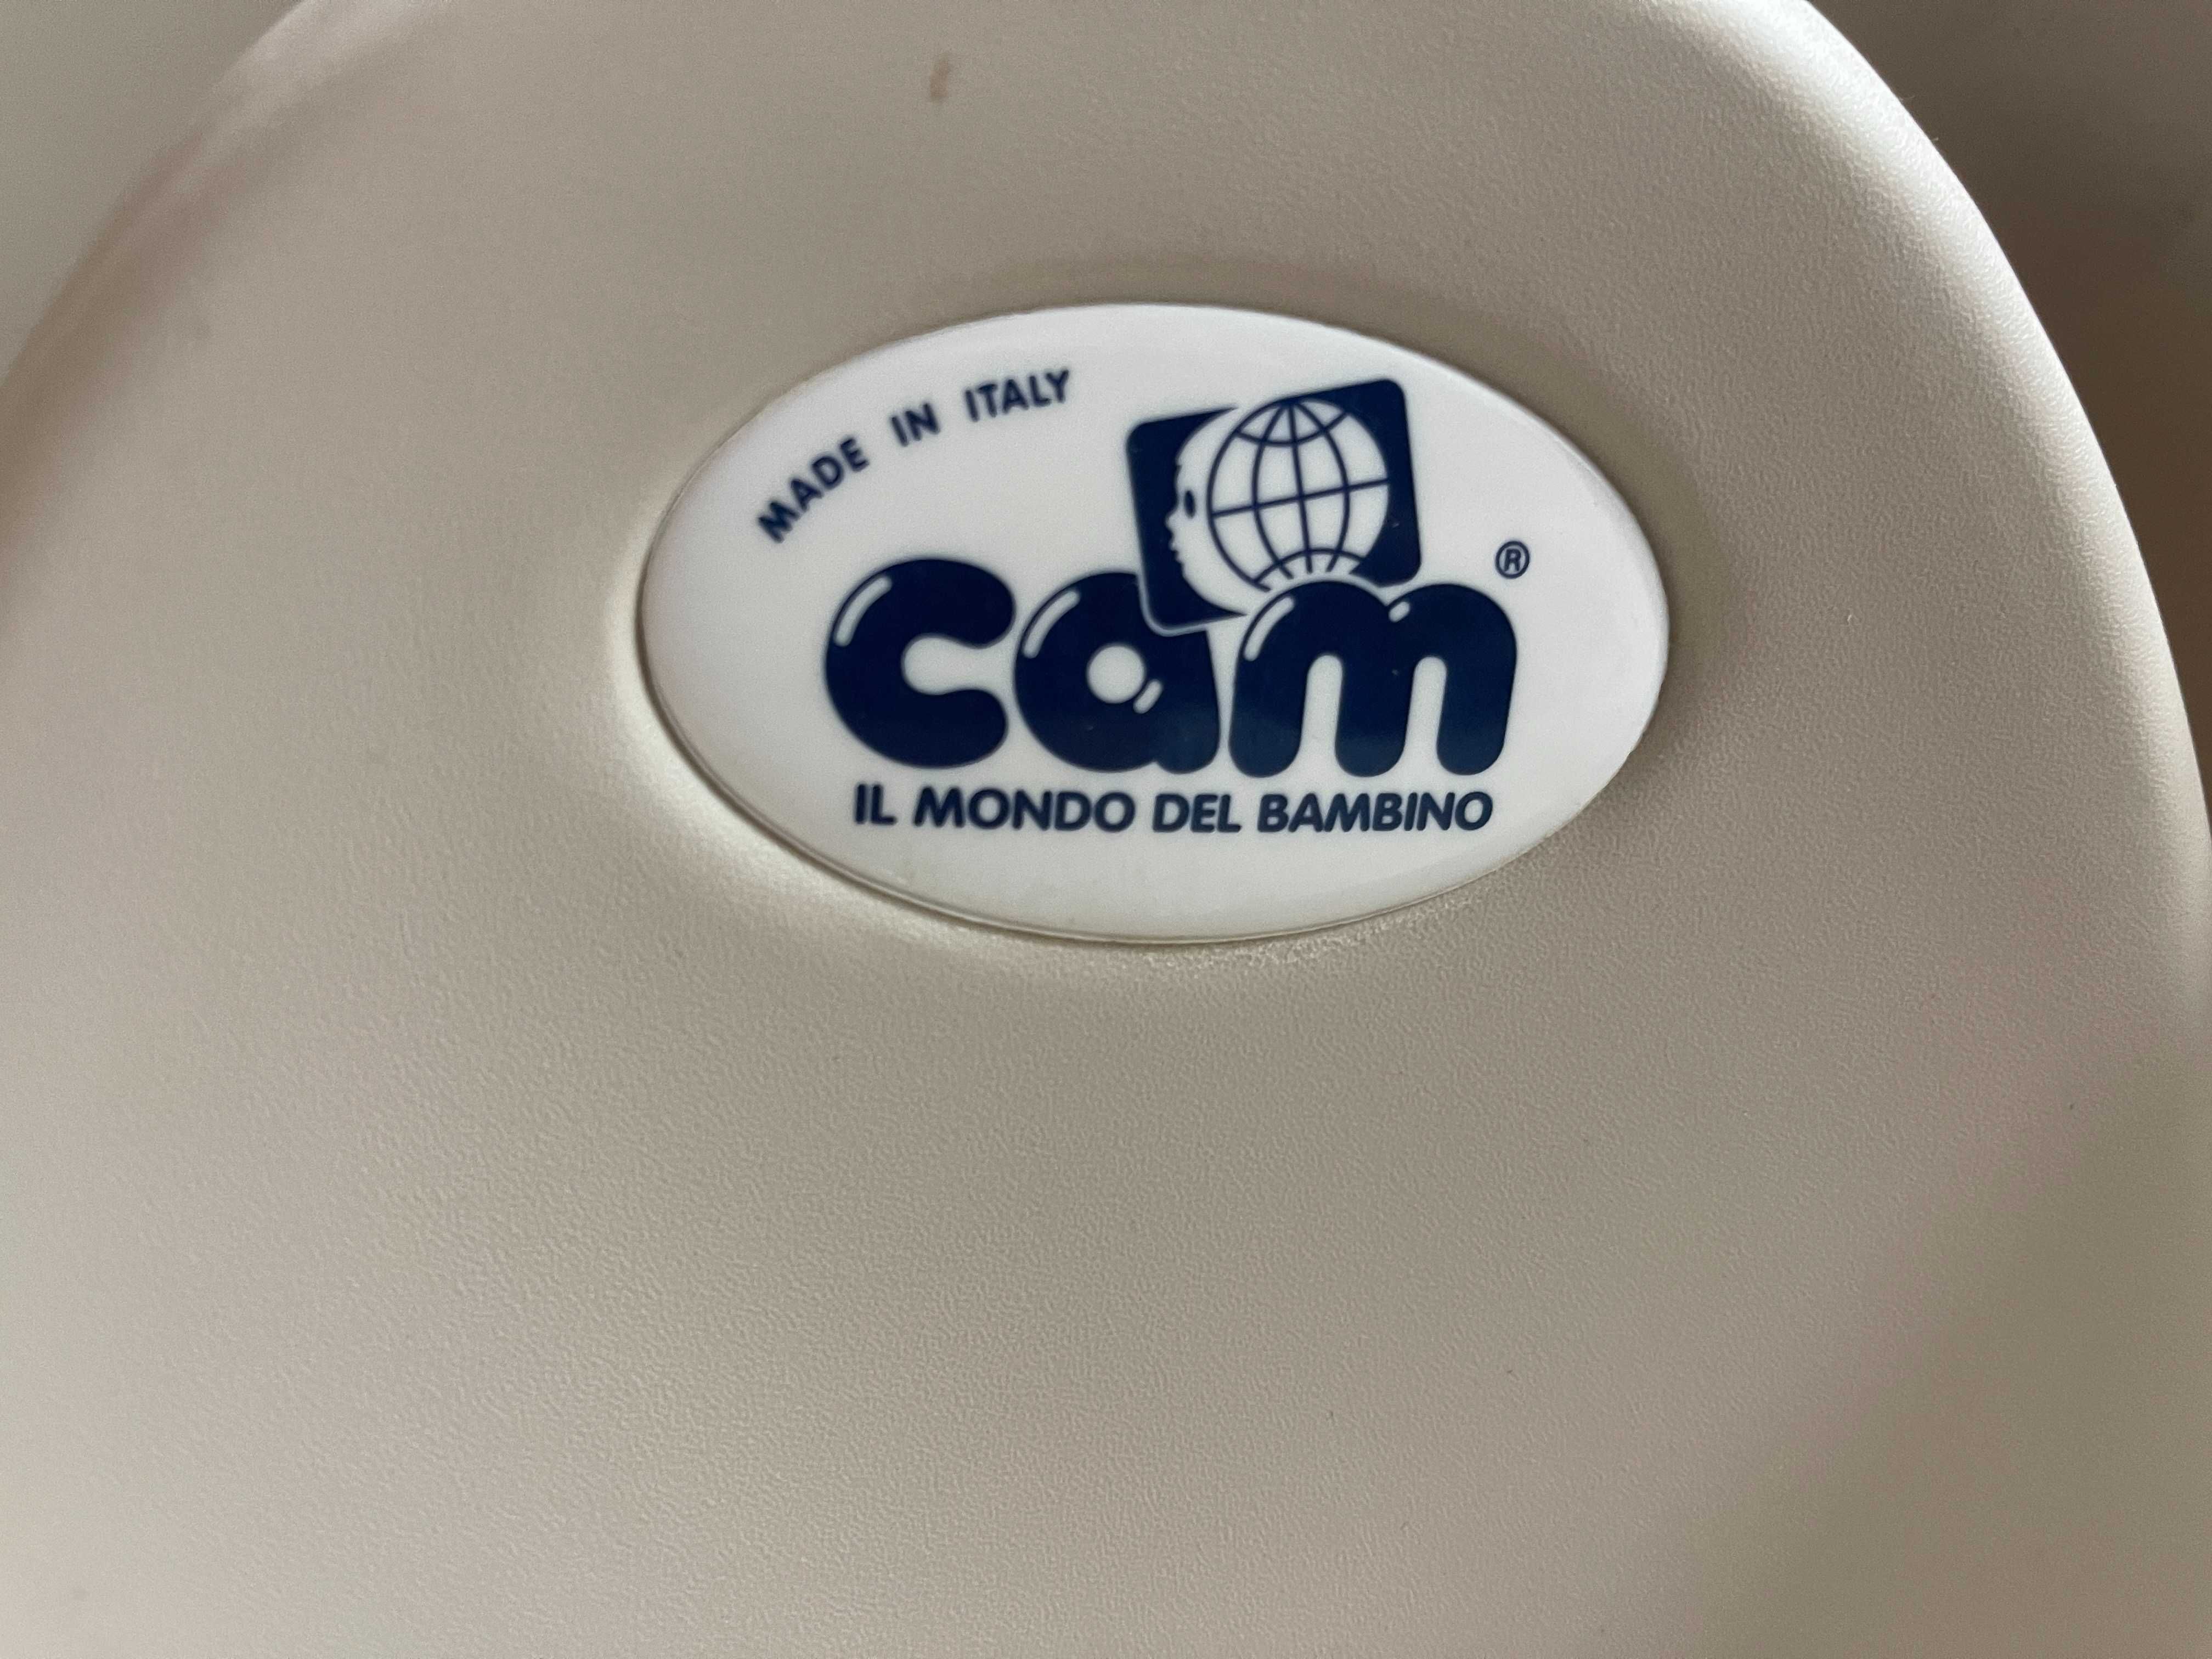 MADE IN ITALY
cam ®
IL MONDO DEL BAMBINO